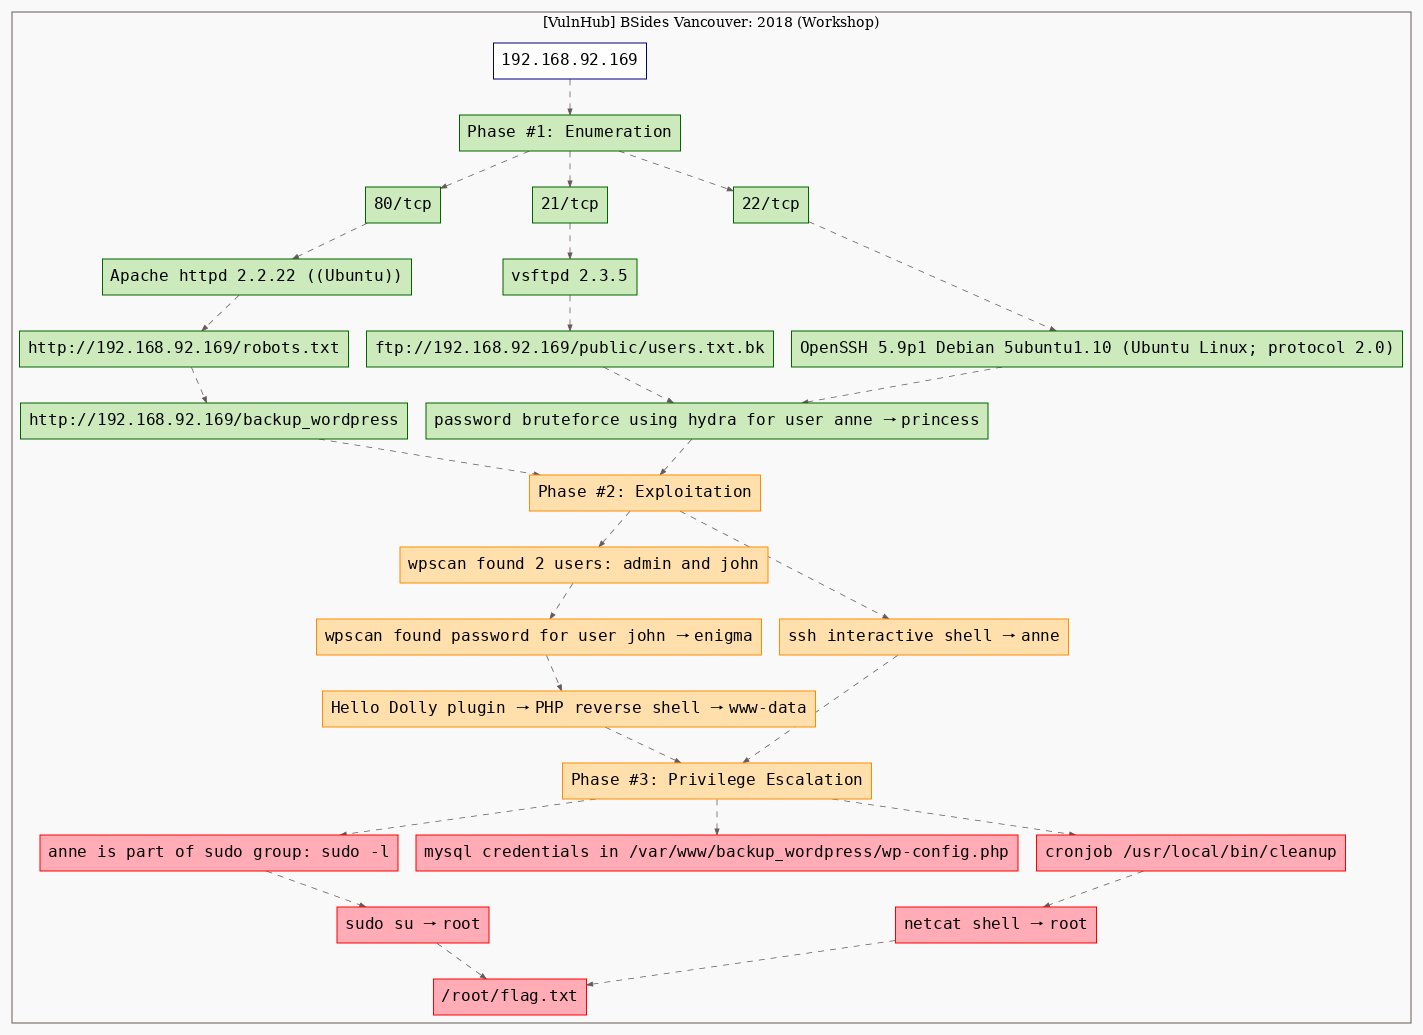 [VulnHub] BSides Vancouver: 2018 (Workshop)
192.168.92.169
Phase #1: Enumeration
80/tcp
21/tcp
22/tcp
Apache httpd 2.2.22 ((Ubuntu))
vsftpd 2.3.5
http://192.168.92.169/robots.txt
ftp://192.168.92.169/public/users.txt.bk
OpenSSH 5.9p1 Debian 5ubuntu1.10 (Ubuntu Linux; protocol 2.0)
http://192.168.92.169/backup_wordpress
password bruteforce using hydra for user anne → princess
Phase #2: Exploitation
wpscan found 2 users: admin and john
wpscan found password for user john → enigma
ssh interactive shell → anne
Hello Dolly plugin → PHP reverse shell → www-data
Phase #3: Privilege Escalation
anne is part of sudo group: sudo -l
mysql credentials in /var/www/backup_wordpress/wp-config.php
cronjob /usr/local/bin/cleanup
sudo su → root
netcat shell → root
/root/flag.txt